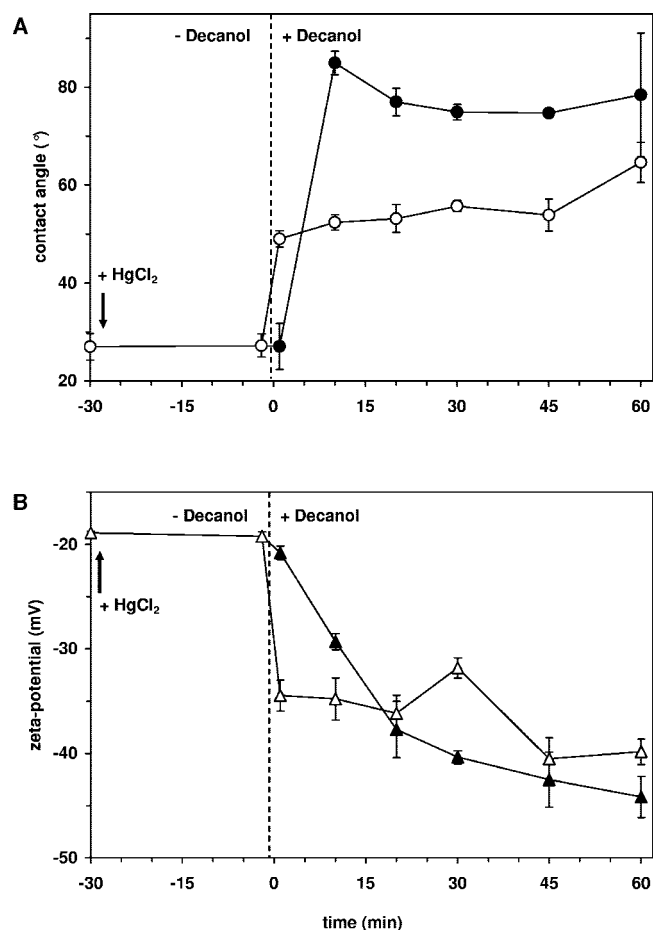 A
- Decanol + Decanol
80
60
40
20
contact angle (°)
+ HgCl₂
-30 -15 0 15 30 45 60
B
- Decanol + Decanol
-20
-30
-40
-50
zeta-potential (mV)
+ HgCl₂
-30 -15 0 15 30 45 60
time (min)